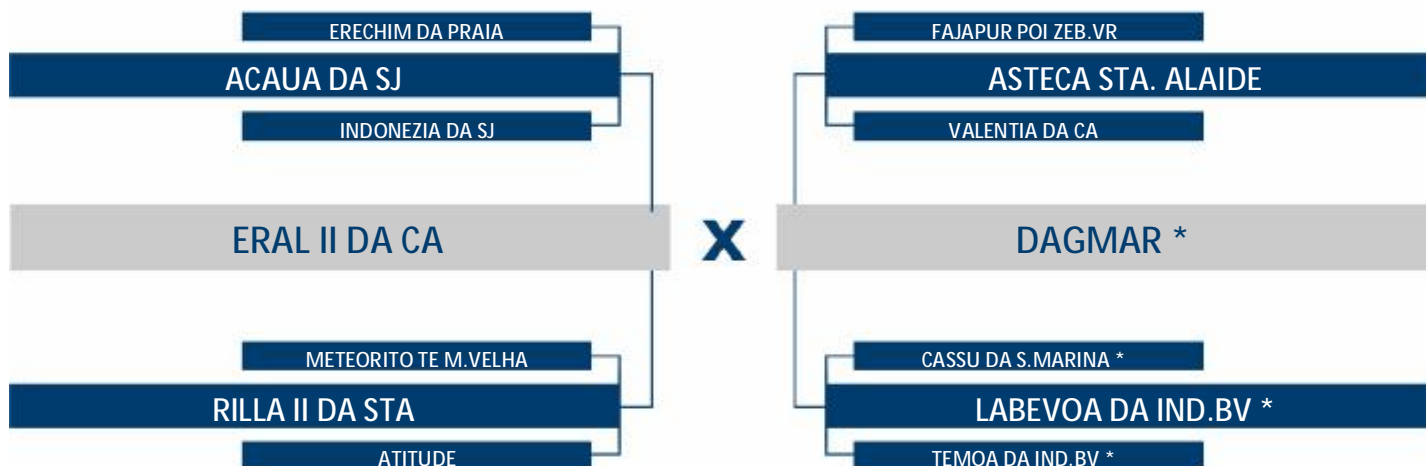 ERECHIM DA PRAIA
ACAUA DA SJ
INDONEZIA DA SJ
ERAL II DA CA
METEORITO TE M.VELHA
RILLA II DA STA
ATITUDE
X
FAJAPUR POI ZEB.VR
ASTECA STA. ALAIDE
VALENTIA DA CA
DAGMAR *
CASSU DA S.MARINA *
LABEVOA DA IND.BV *
TEMOA DA IND.BV *